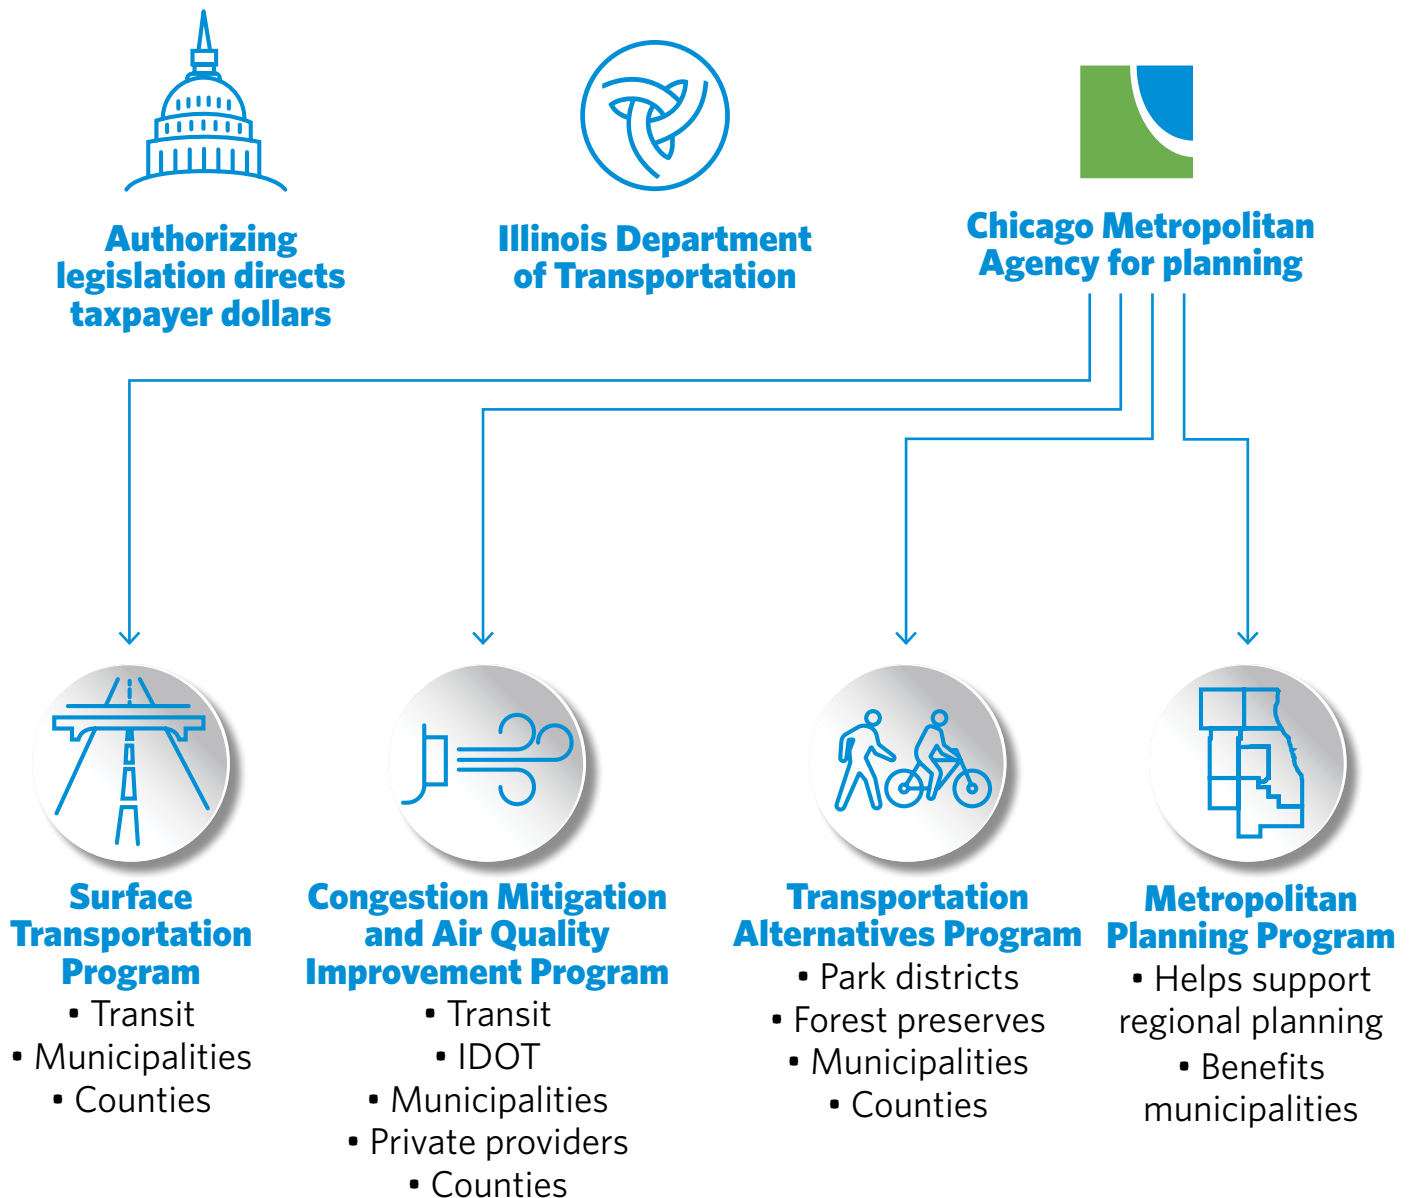 Authorizing
legislation directs
taxpayer dollars
Illinois Department
of Transportation
Chicago Metropolitan
Agency for planning
Surface
Transportation
Program
• Transit
• Municipalities
• Counties
Congestion Mitigation
and Air Quality
Improvement Program
• Transit
• IDOT
• Municipalities
• Private providers
• Counties
Transportation
Alternatives Program
• Park districts
• Forest preserves
• Municipalities
• Counties
Metropolitan
Planning Program
• Helps support
regional planning
• Benefits
municipalities